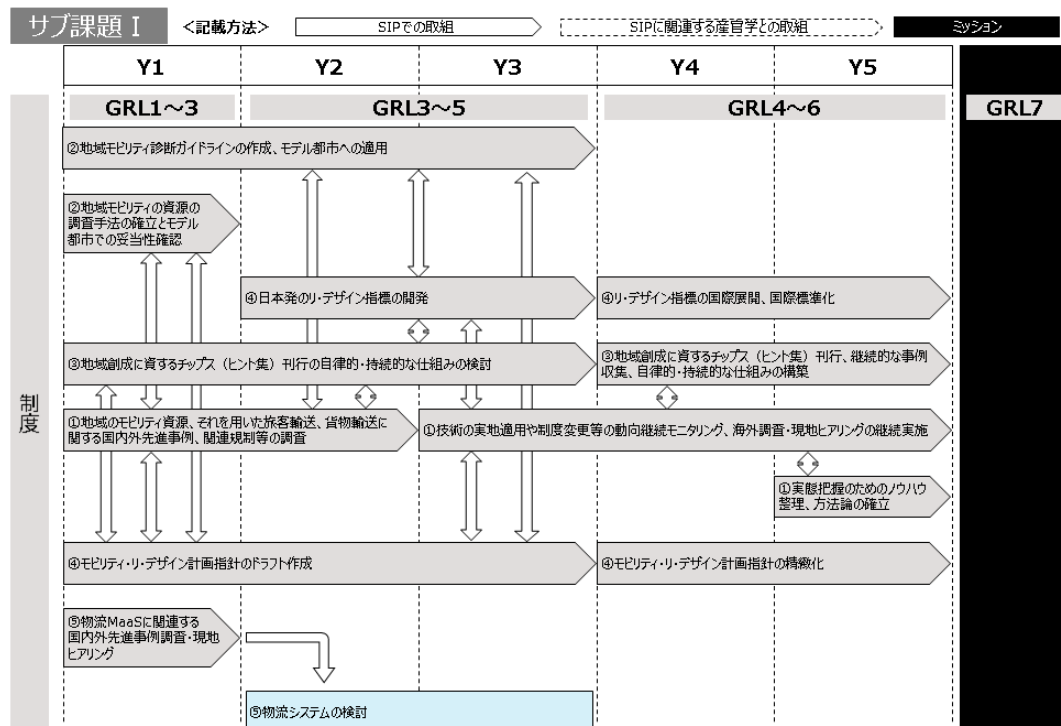 サブ課題Ⅰ
<記載方法>
SIPでの取組
SIPに関連する産官学との取組
ミッション
Y1
Y2
Y3
Y4
Y5
GRL1～3
GRL3～5
GRL4～6
GRL7
制度
②地域モビリティ診断ガイドラインの作成、モデル都市への適用
②地域モビリティの資源の
調査手法の確立とモデル
都市での妥当性確認
④日本発のリ・デザイン指標の開発
④リ・デザイン指標の国際展開、国際標準化
③地域創成に資するチップス（ヒント集）刊行の自律的・持続的な仕組みの検討
③地域創成に資するチップス（ヒント集）刊行、継続的な事例
収集、自律的・持続的な仕組みの構築
①地域のモビリティ資源、それを用いた旅客輸送、貨物輸送に
関する国内外先進事例、関連規制等の調査
①技術の実地適用や制度変更等の動向継続モニタリング、海外調査・現地ヒアリングの継続実施
①実態把握のためのノウハウ
整理、方法論の確立
④モビリティ・リ・デザイン計画指針のドラフト作成
④モビリティ・リ・デザイン計画指針の精緻化
⑤物流MaaSに関連する
国内外先進事例調査・現地
ヒアリング
⑤物流システムの検討